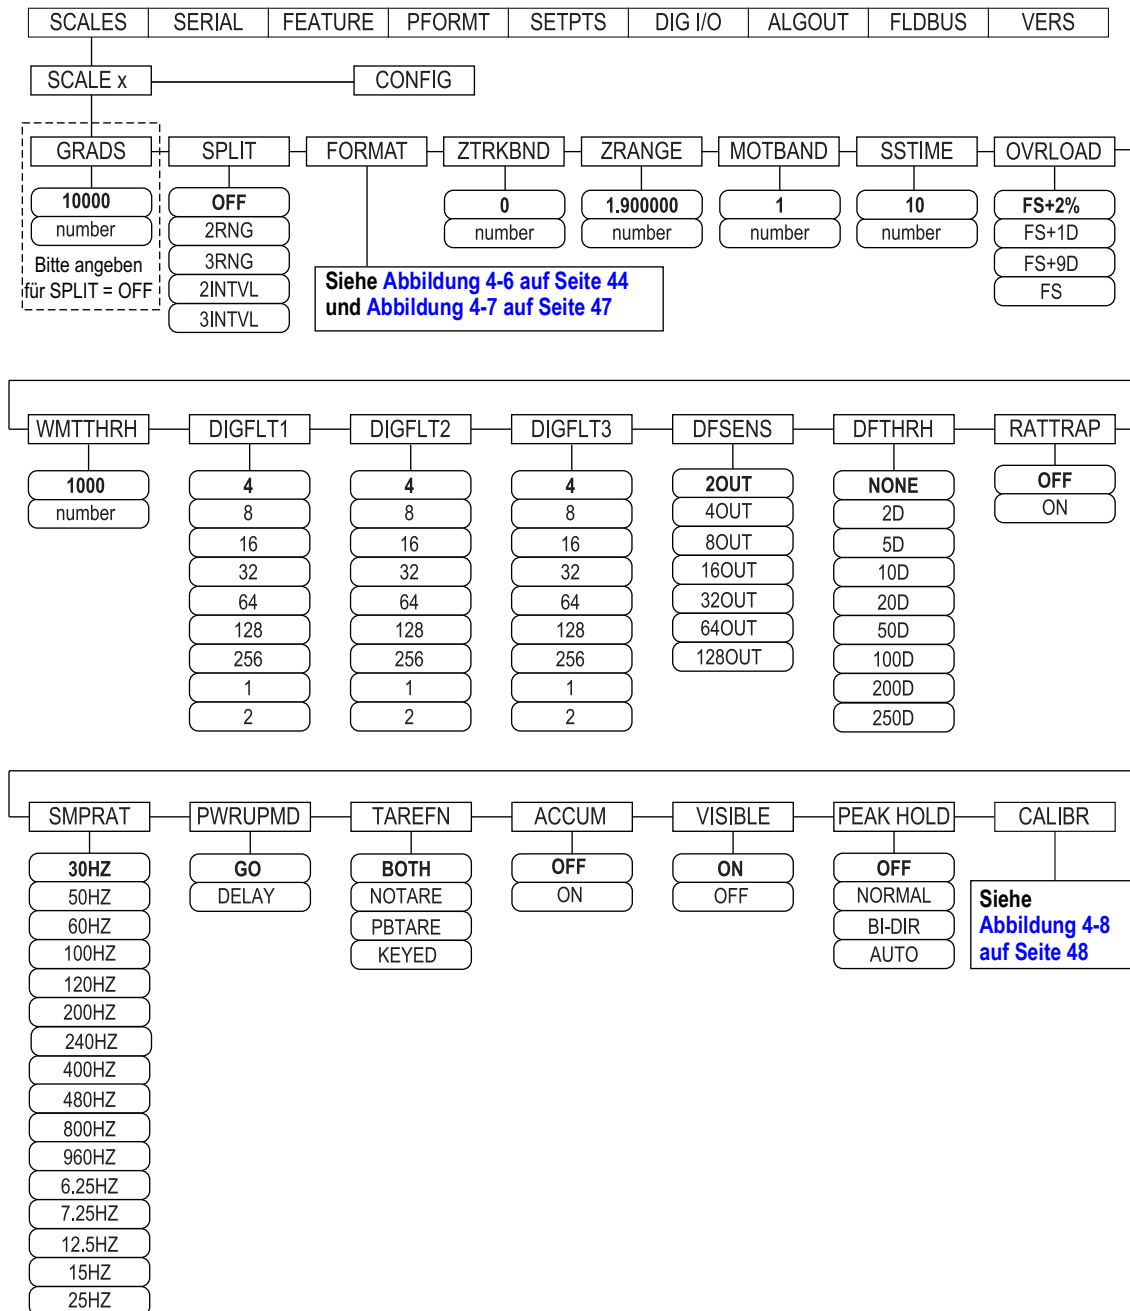 SCALES SERIAL FEATURE PFORMT SETPTS DIG I/O ALGOUT FLDBUS VERS
SCALE x CONFIG
GRADS SPLIT FORMAT ZTRKBND ZRANGE MOTBAND SSTIME OVRLOAD
10000
number
Bitte angeben
für SPLIT = OFF
OFF
2RNG
3RNG
2INTVL
3INTVL
Siehe Abbildung 4-6 auf Seite 44
und Abbildung 4-7 auf Seite 47
0
number
1.900000
number
1
number
10
number
FS+2%
FS+1D
FS+9D
FS
WMTTHRH DIGFLT1 DIGFLT2 DIGFLT3 DFSENS DFTHRH RATTRAP
1000
number
4
8
16
32
64
128
256
1
2
4
8
16
32
64
128
256
1
2
4
8
16
32
64
128
256
1
2
2OUT
4OUT
8OUT
16OUT
32OUT
64OUT
128OUT
NONE
2D
5D
10D
20D
50D
100D
200D
250D
OFF
ON
SMPRAT PWRUPMD TAREFN ACCUM VISIBLE PEAK HOLD CALIBR
30HZ
50HZ
60HZ
100HZ
120HZ
200HZ
240HZ
400HZ
480HZ
800HZ
960HZ
6.25HZ
7.25HZ
12.5HZ
15HZ
25HZ
GO
DELAY
BOTH
NOTARE
PBTARE
KEYED
OFF
ON
ON
OFF
OFF
NORMAL
BI-DIR
AUTO
Siehe
Abbildung 4-8
auf Seite 48